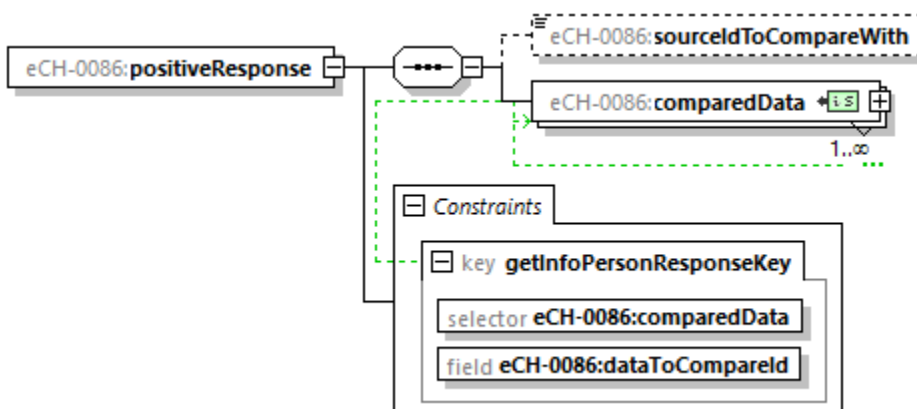 eCH-0086:sourceIdToCompareWith
eCH-0086:positiveResponse
eCH-0086:comparedData
is
1..∞
Constraints
key getInfoPersonResponseKey
selector eCH-0086:comparedData
field eCH-0086:dataToCompareId